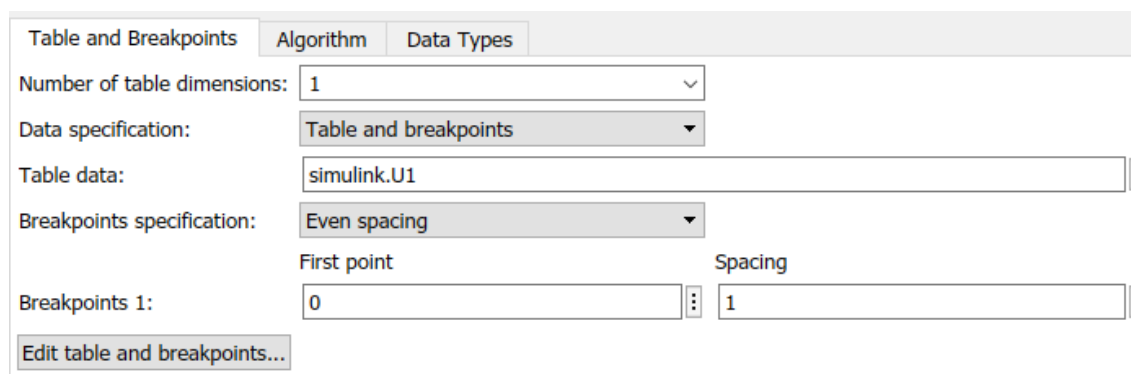 Table and Breakpoints Algorithm Data Types
Number of table dimensions: 1
Data specification: Table and breakpoints
Table data: simulink.U1
Breakpoints specification: Even spacing
First point Spacing
Breakpoints 1: 0 1
Edit table and breakpoints...